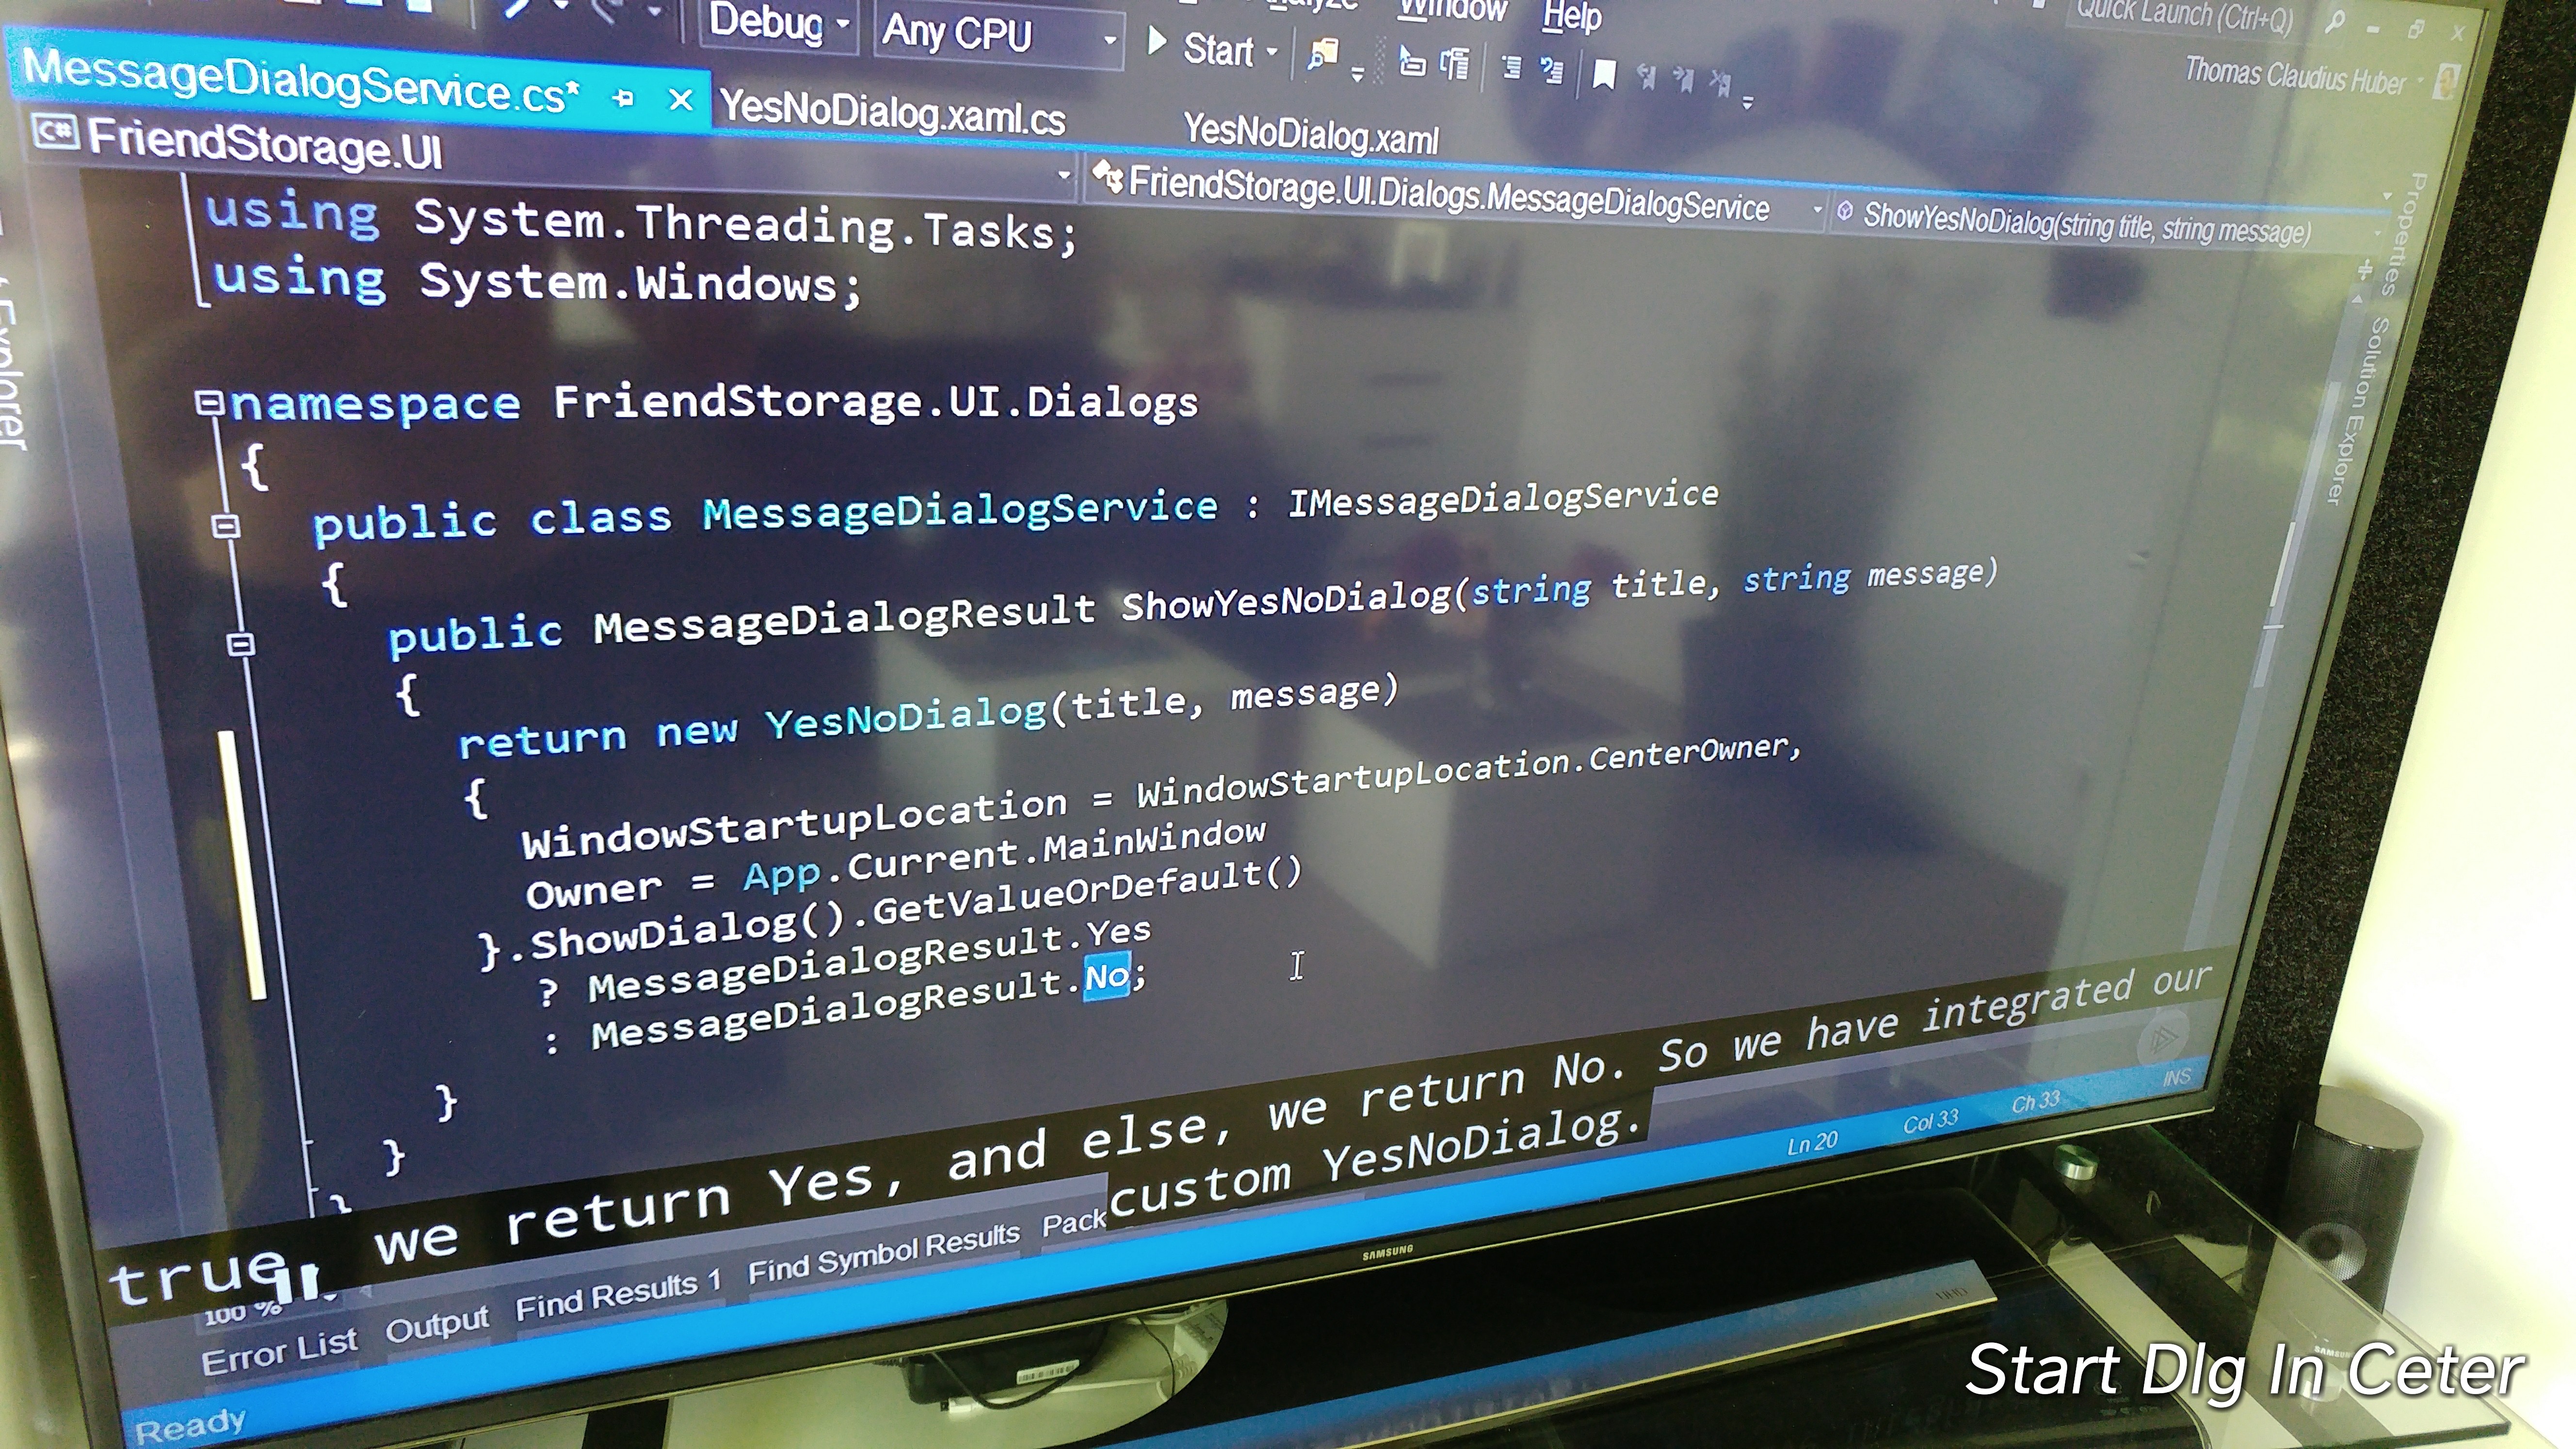 Debug
Any CPU
Start
Window
Help
Quick Launch (Ctrl+Q)
Thomas Claudius Huber
MessageDialogService.cs*
YesNoDialog.xaml.cs
YesNoDialog.xaml
C#
FriendStorage.UI
FriendStorage.UI.Dialogs.MessageDialogService
ShowYesNoDialog(string title, string message)
Properties
Solution Explorer
Explorer
using System.Threading.Tasks;
using System.Windows;
namespace FriendStorage.UI.Dialogs
{
public class MessageDialogService : IMessageDialogService
{
public MessageDialogResult ShowYesNoDialog(string title, string message)
{
return new YesNoDialog(title, message)
{
WindowStartupLocation = WindowStartupLocation.CenterOwner,
Owner = App.Current.MainWindow
}.ShowDialog().GetValueOrDefault()
? MessageDialogResult.Yes
: MessageDialogResult.No;
}
}
}
true, we return Yes, and else, we return No. So we have integrated our
custom YesNoDialog.
100 %
Error List
Output
Find Results 1
Find Symbol Results
Pack
Ready
Ln 20
Col 33
Ch 33
INS
SAMSUNG
SAMSUNG
Start Dlg In Ceter